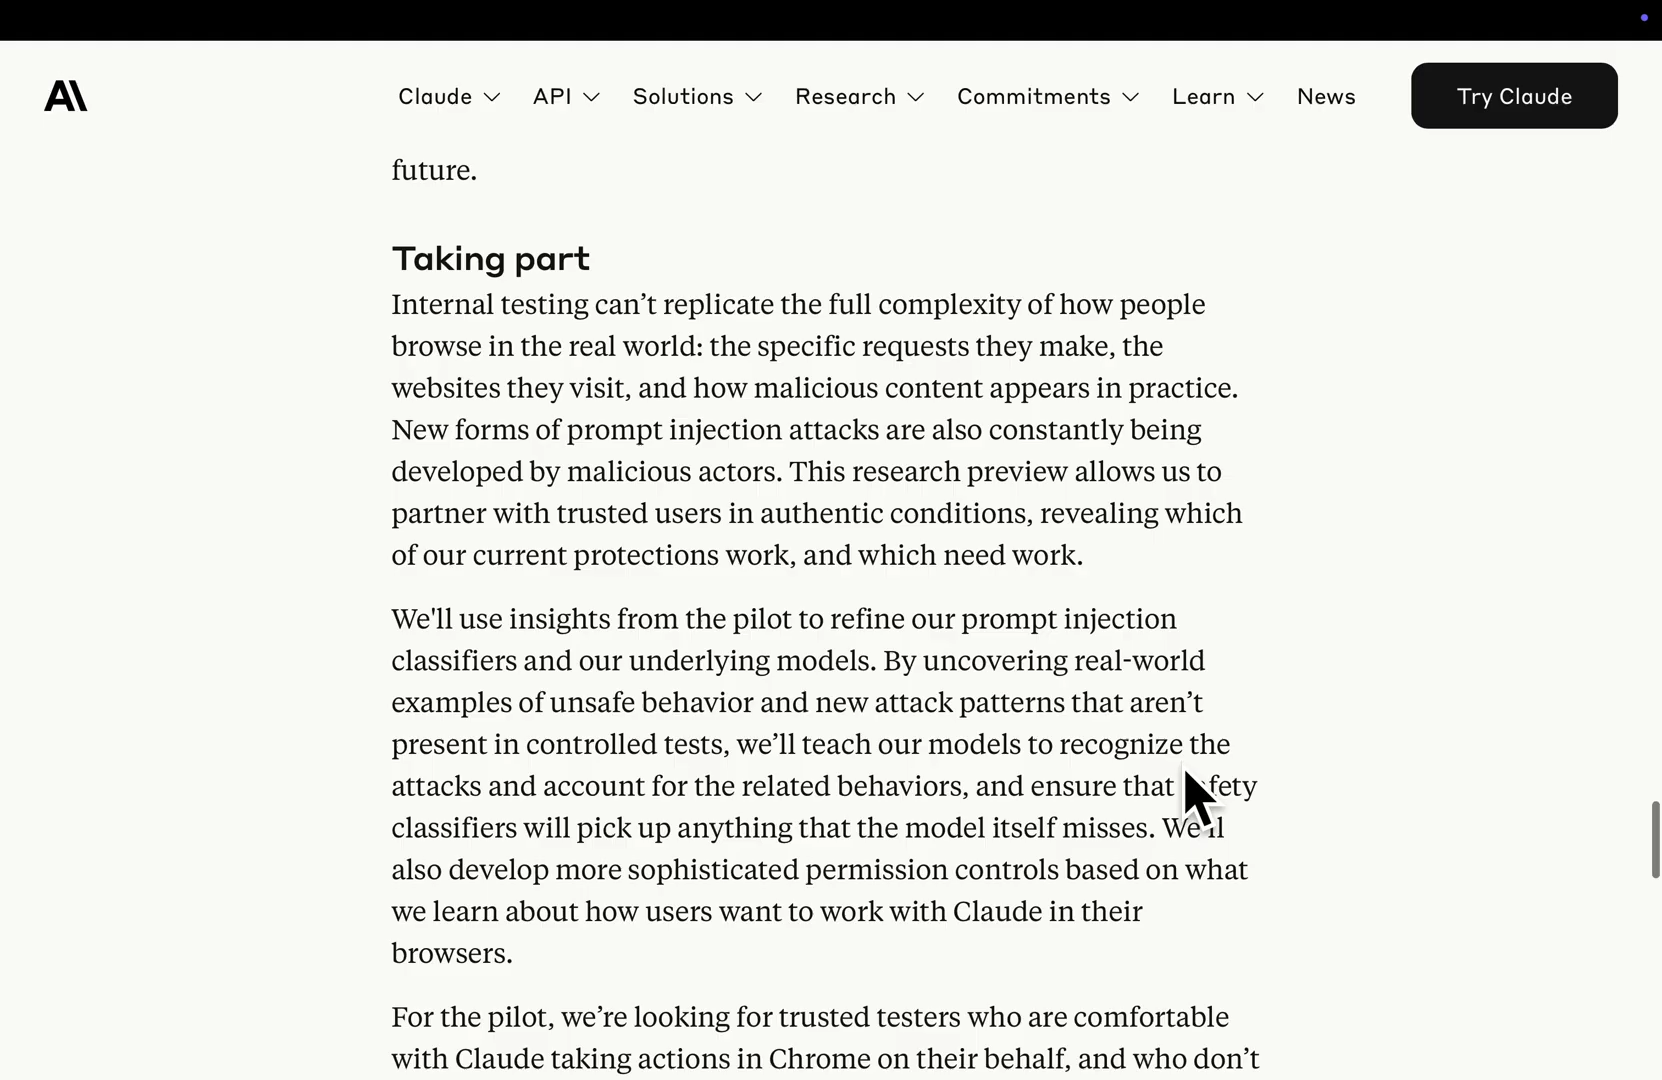 Claude
API
Solutions
Research
Commitments
Learn
News
Try Claude
future.
Taking part
Internal testing can’t replicate the full complexity of how people
browse in the real world: the specific requests they make, the
websites they visit, and how malicious content appears in practice.
New forms of prompt injection attacks are also constantly being
developed by malicious actors. This research preview allows us to
partner with trusted users in authentic conditions, revealing which
of our current protections work, and which need work.
We'll use insights from the pilot to refine our prompt injection
classifiers and our underlying models. By uncovering real-world
examples of unsafe behavior and new attack patterns that aren’t
present in controlled tests, we’ll teach our models to recognize the
attacks and account for the related behaviors, and ensure that safety
classifiers will pick up anything that the model itself misses. We’ll
also develop more sophisticated permission controls based on what
we learn about how users want to work with Claude in their
browsers.
For the pilot, we’re looking for trusted testers who are comfortable
with Claude taking actions in Chrome on their behalf, and who don’t